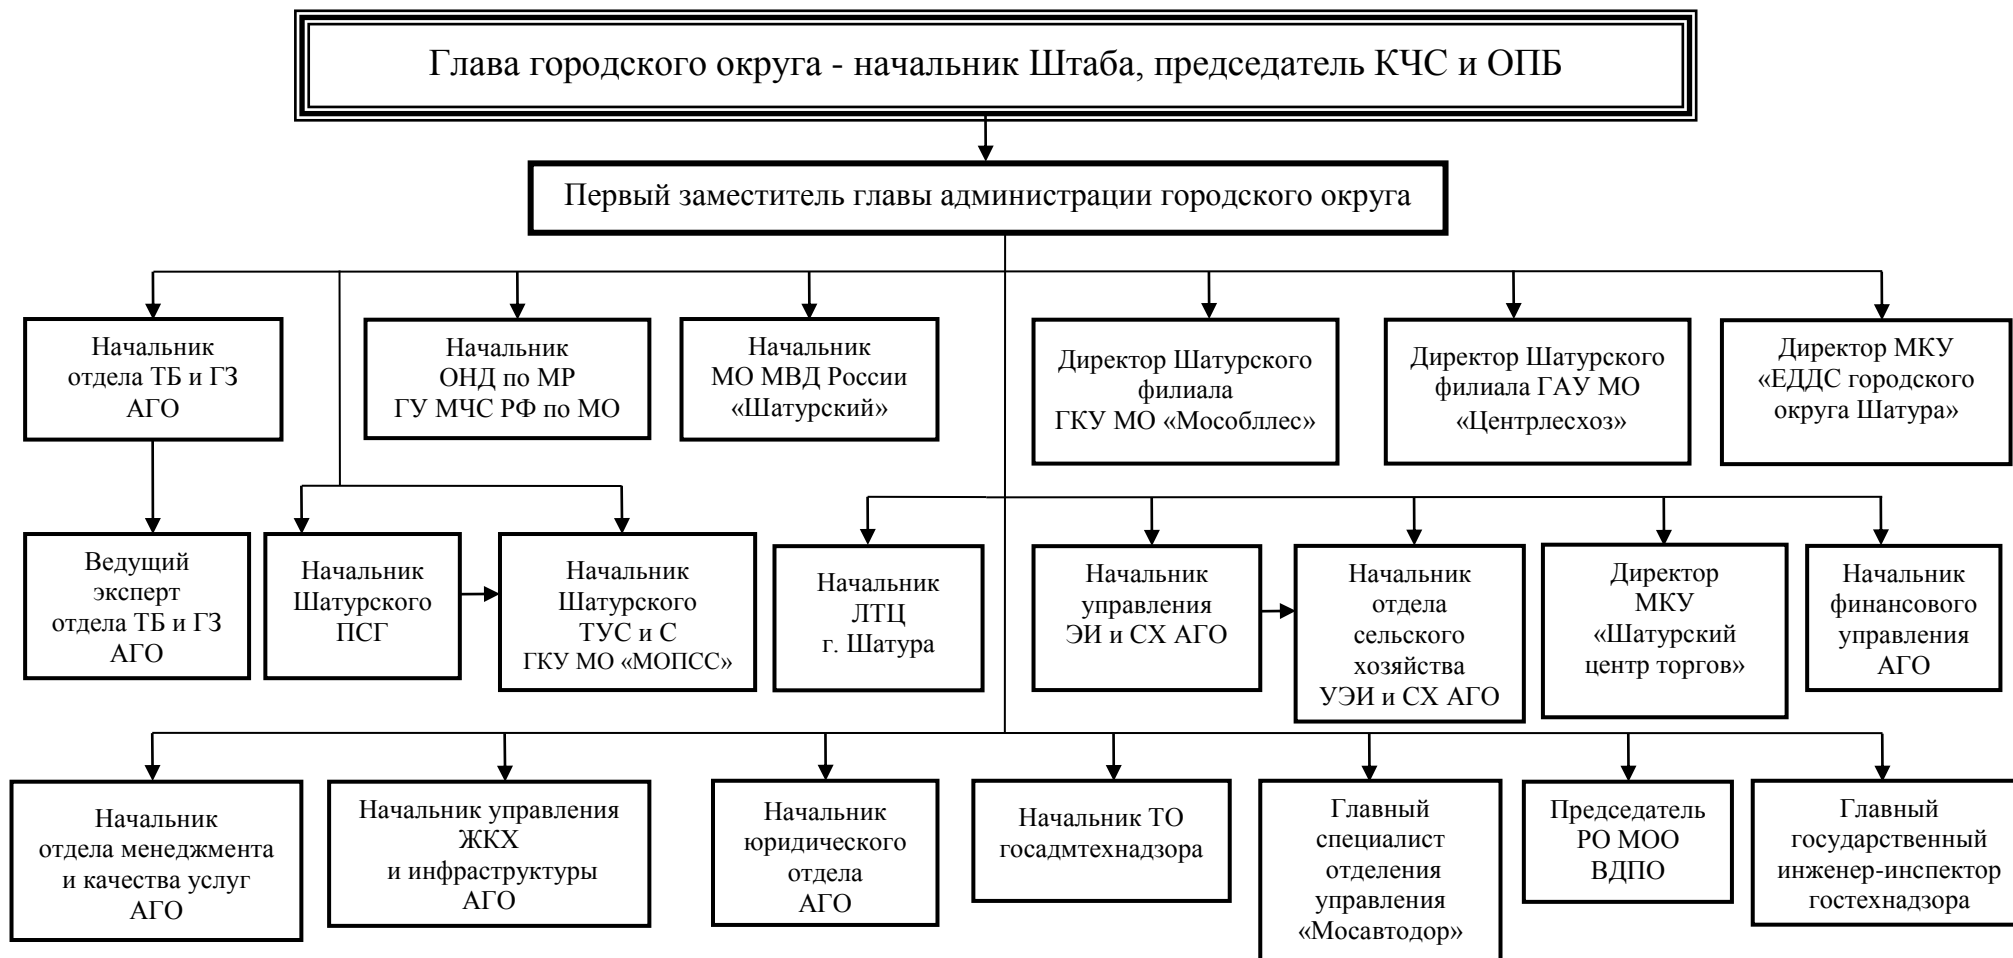 Глава городского округа - начальник Штаба, председатель КЧС и ОПБ
Первый заместитель главы администрации городского округа
Начальник
отдела ТБ и ГЗ
АГО
Начальник
ОНД по МР
ГУ МЧС РФ по МО
Начальник
МО МВД России
«Шатурский»
Директор Шатурского
филиала
ГКУ МО «Мособллес»
Директор Шатурского
филиала ГАУ МО
«Центрлесхоз»
Директор МКУ
«ЕДДС городского
округа Шатура»
Ведущий
эксперт
отдела ТБ и ГЗ
АГО
Начальник
Шатурского
ПСГ
Начальник
Шатурского
ТУС и С
ГКУ МО «МОПСС»
Начальник
ЛТЦ
г. Шатура
Начальник
управления
ЭИ и СХ АГО
Начальник
отдела
сельского
хозяйства
УЭИ и СХ АГО
Директор
МКУ
«Шатурский
центр торгов»
Начальник
финансового
управления
АГО
Начальник
отдела менеджмента
и качества услуг
АГО
Начальник управления
ЖКХ
и инфраструктуры
АГО
Начальник
юридического
отдела
АГО
Начальник ТО
госадмтехнадзора
Главный
специалист
отделения
управления
«Мосавтодор»
Председатель
РО МОО
ВДПО
Главный
государственный
инженер-инспектор
гостехнадзора